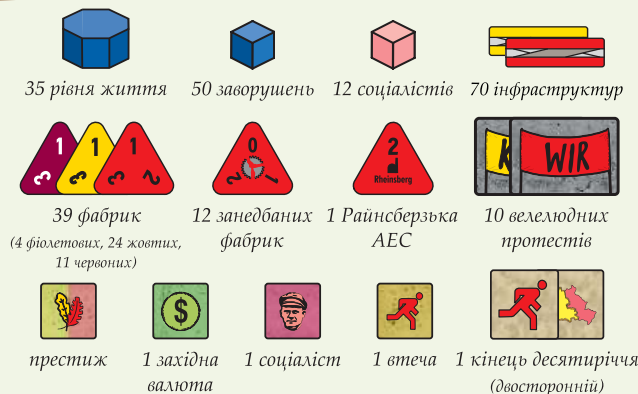 35 рівня життя
50 заворушень
12 соціалістів
70 інфраструктур
1
3
1
3
1
3
2
0
2
1
2
Rheinsberg
K
WIR
39 фабрик
(4 фіолетових, 24 жовтих,
11 червоних)
12 занедбаних
фабрик
1 Райнсберзька
АЕС
10 велелюдних
протестів
$
престиж
1 західна
валюта
1 соціаліст
1 втеча
1 кінець десятиріччя
(двосторонній)